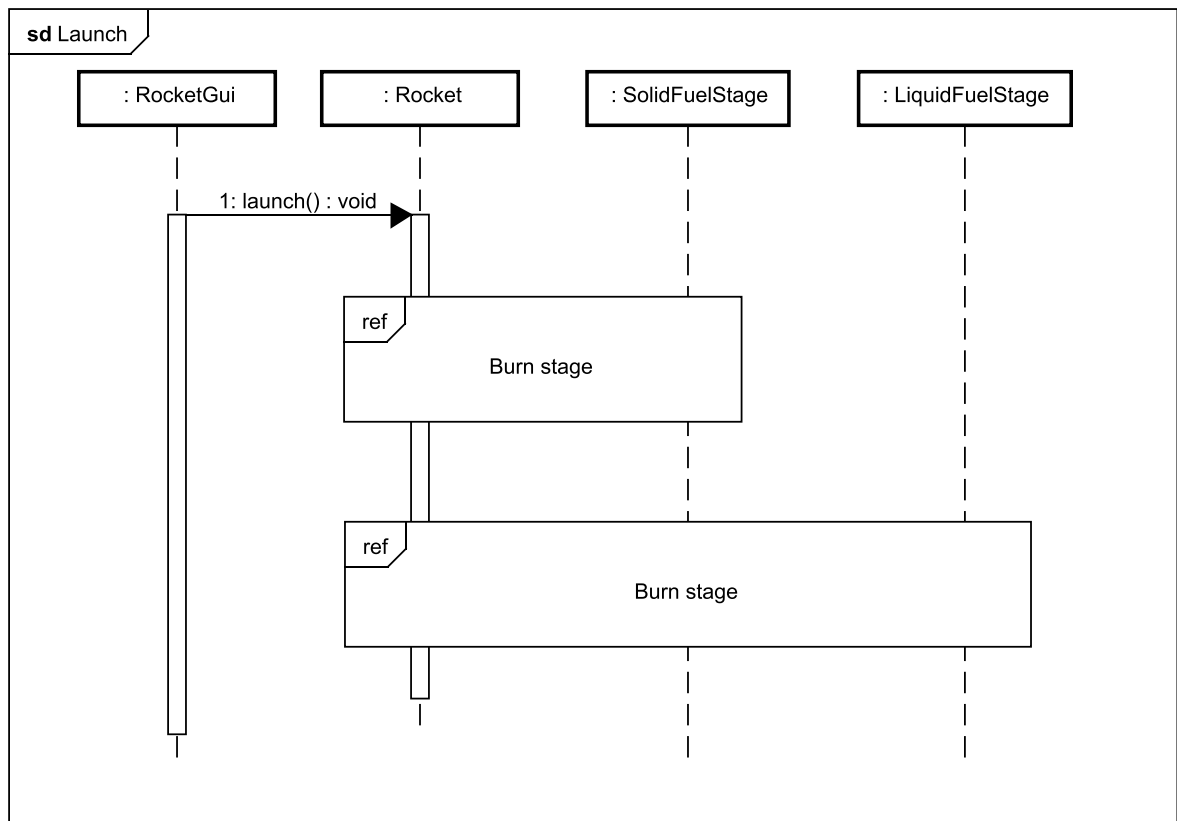 sd Launch
: RocketGui
: Rocket
: SolidFuelStage
: LiquidFuelStage
1: launch() : void
ref
Burn stage
ref
Burn stage